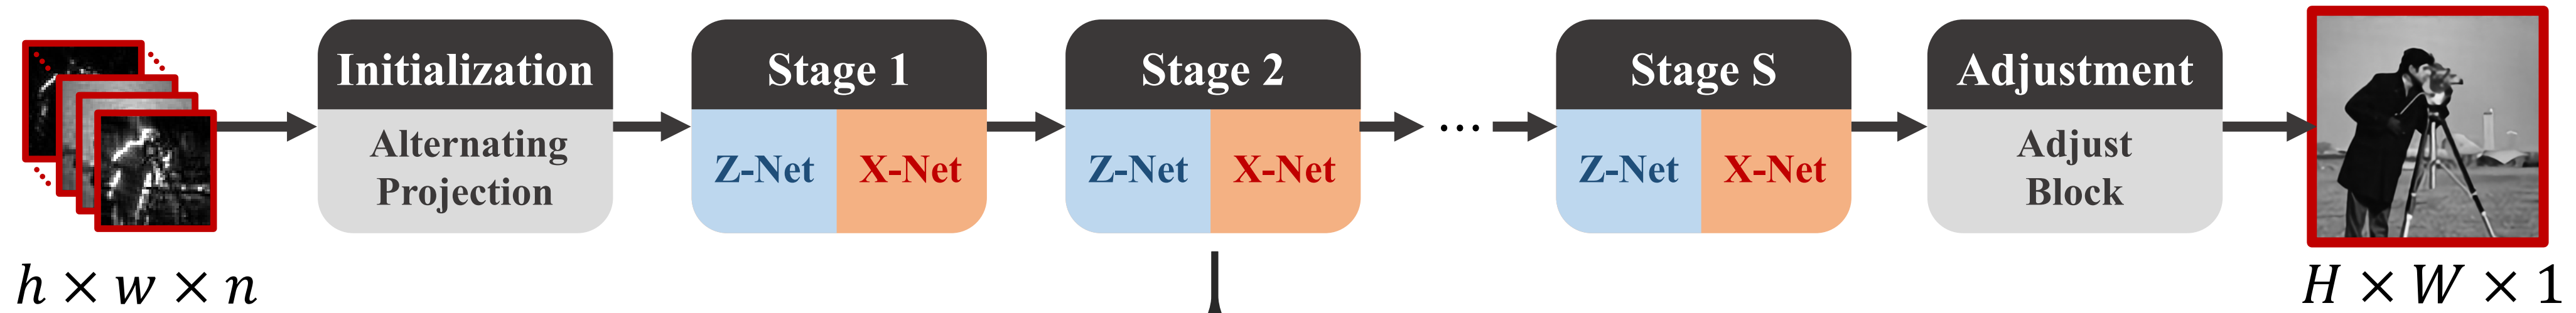 Initialization
Alternating
Projection
Stage 1
Z-Net
X-Net
Stage 2
Z-Net
X-Net
...
Stage S
Z-Net
X-Net
Adjustment
Adjust
Block
h × w × n
H × W × 1